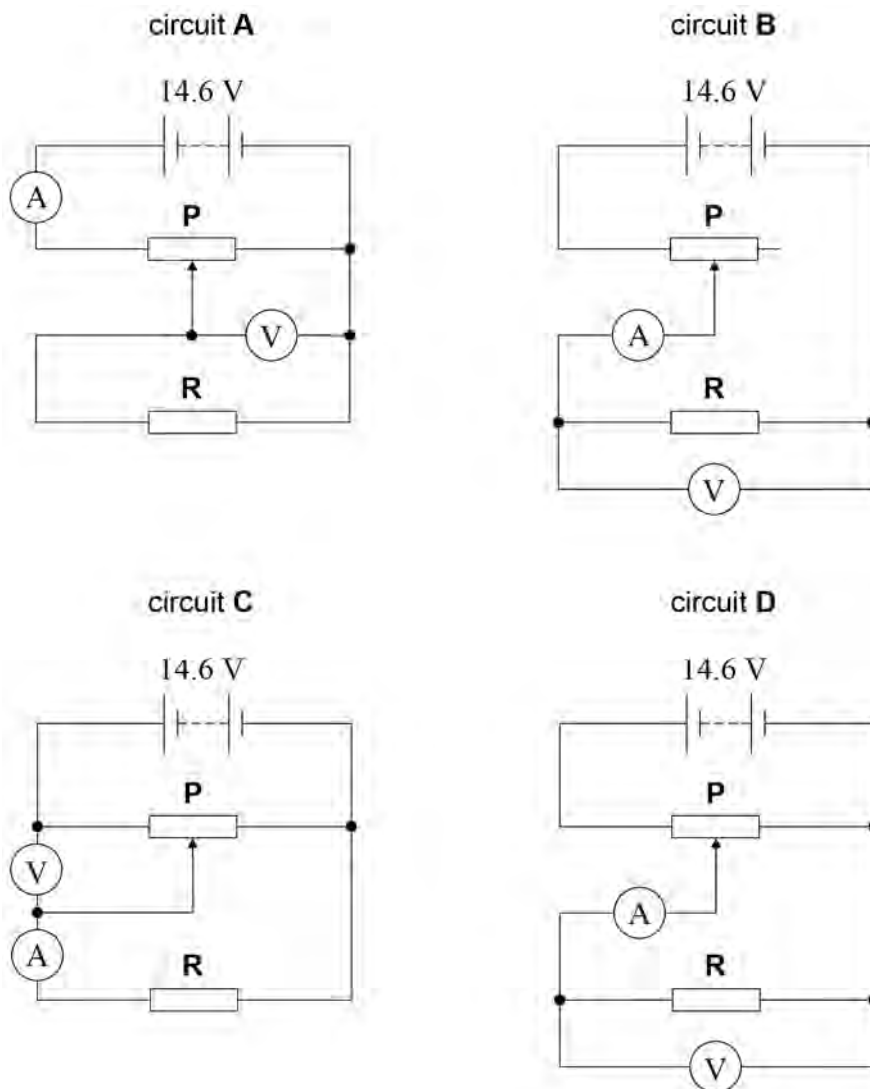 circuit A
circuit B
14.6 V
14.6 V
A
P
P
V
A
R
R
V
circuit C
circuit D
14.6 V
14.6 V
P
P
V
A
A
R
R
V